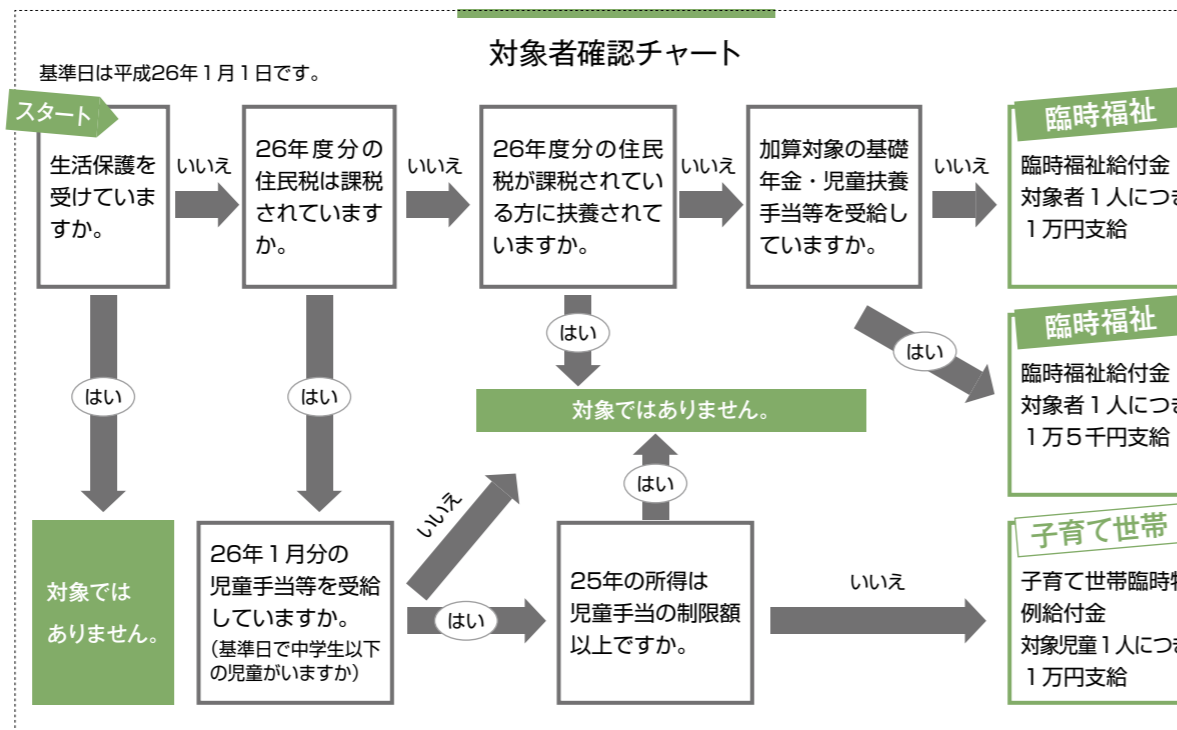 対象者確認チャート
基準日は平成26年1月1日です。
スタート
生活保護を
受けていま
すか。
いいえ
26年度分の
住民税は課税
されています
か。
いいえ
26年度分の住民
税が課税されてい
る方に扶養されて
いますか。
いいえ
加算対象の基礎
年金・児童扶養
手当等を受給し
ていますか。
いいえ
臨時福祉
臨時福祉給付金
対象者1人につき
1万円支給
はい
はい
はい
はい
臨時福祉
臨時福祉給付金
対象者1人につき
1万5千円支給
対象ではありません。
対象では
ありません。
26年1月分の
児童手当等を受給
していますか。
(基準日で中学生以下
の児童がいますか)
いいえ
はい
はい
25年の所得は
児童手当の制限額
以上ですか。
いいえ
子育て世帯
子育て世帯臨時特
例給付金
対象児童1人につき
1万円支給